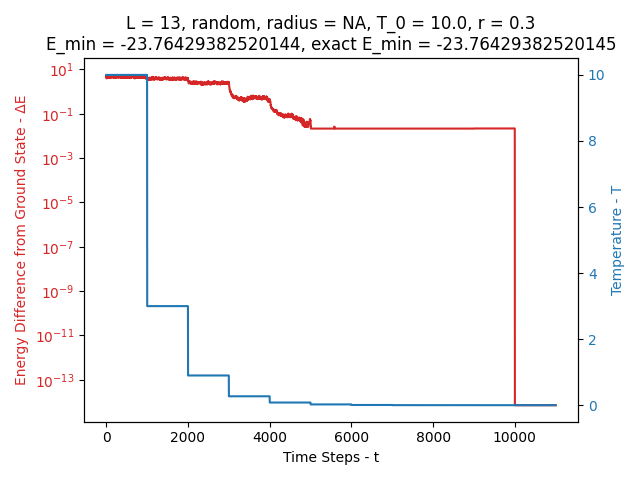 L = 13, random, radius = NA, T_0 = 10.0, r = 0.3
E_min = -23.76429382520144, exact E_min = -23.76429382520145
Energy Difference from Ground State - ΔE
10¹
10⁻¹
10⁻³
10⁻⁵
10⁻⁷
10⁻⁹
10⁻¹¹
10⁻¹³
10
8
6
4
2
0
Temperature - T
0 2000 4000 6000 8000 10000
Time Steps - t